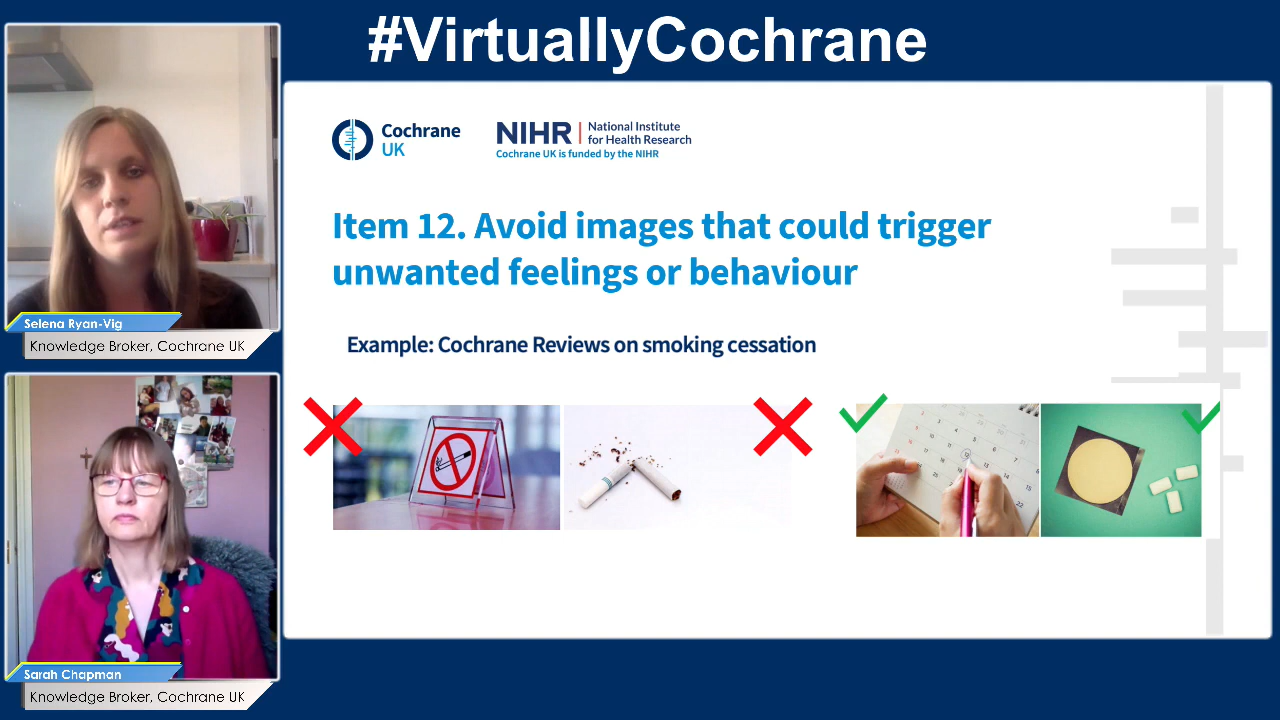 #VirtuallyCochrane
Cochrane
UK
NIHR
National Institute
for Health Research
Cochrane UK is funded by the NIHR
Item 12. Avoid images that could trigger
unwanted feelings or behaviour
Example: Cochrane Reviews on smoking cessation
Selena Ryan-Vig
Knowledge Broker, Cochrane UK
Sarah Chapman
Knowledge Broker, Cochrane UK